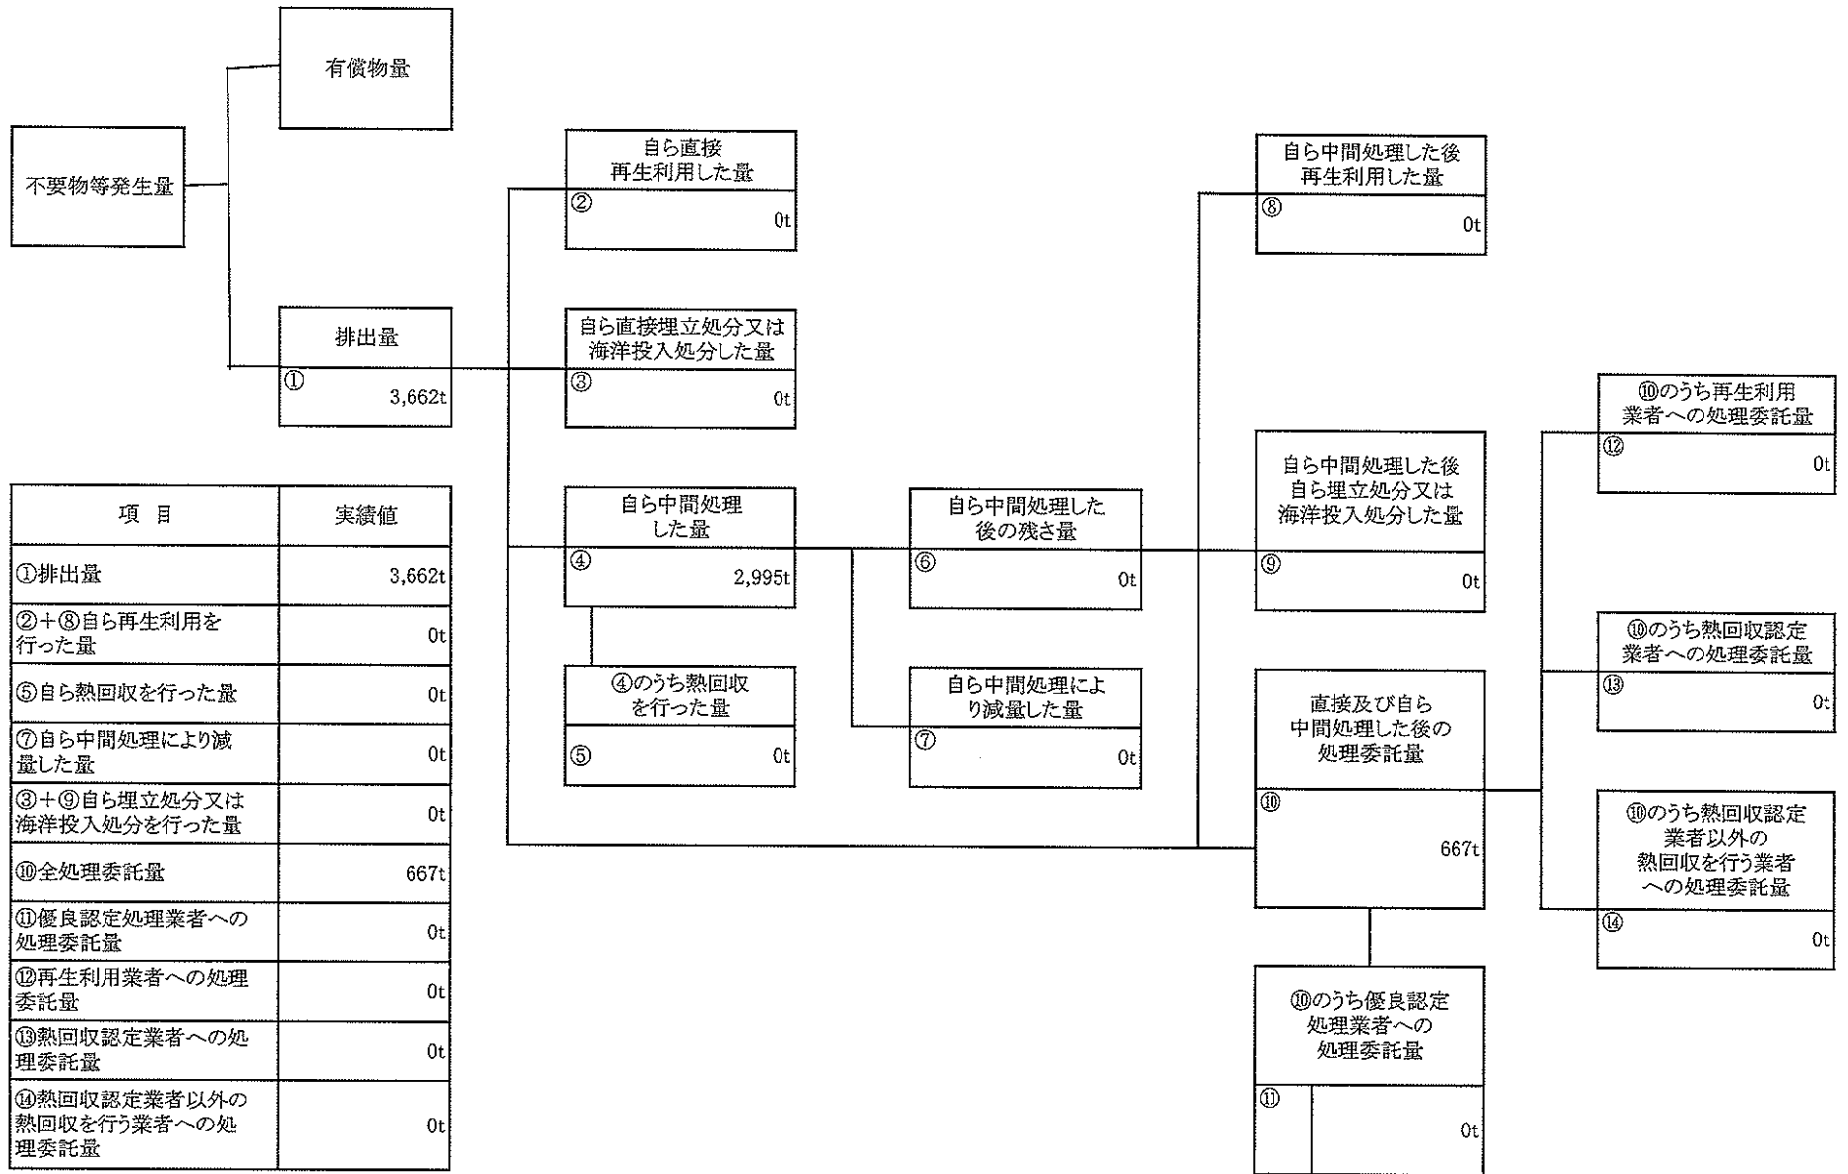 有償物量
不要物等発生量
排出量
①
3,662t
自ら直接
再生利用した量
②
0t
自ら直接埋立処分又は
海洋投入処分した量
③
0t
自ら中間処理
した量
④
2,995t
④のうち熱回収
を行った量
⑤
0t
自ら中間処理した
後の残さ量
⑥
0t
自ら中間処理によ
り減量した量
⑦
0t
自ら中間処理した後
再生利用した量
⑧
0t
自ら中間処理した後
自ら埋立処分又は
海洋投入処分した量
⑨
0t
直接及び自ら
中間処理した後の
処理委託量
⑩
667t
⑩のうち優良認定
処理業者への
処理委託量
⑪
0t
⑩のうち再生利用
業者への処理委託量
⑫
0t
⑩のうち熱回収認定
業者への処理委託量
⑬
0t
⑩のうち熱回収認定
業者以外の
熱回収を行う業者
への処理委託量
⑭
0t
項 目
実績値
①排出量
3,662t
②+⑧自ら再生利用を
行った量
0t
⑤自ら熱回収を行った量
0t
⑦自ら中間処理により減
量した量
0t
③+⑨自ら埋立処分又は
海洋投入処分を行った量
0t
⑩全処理委託量
667t
⑪優良認定処理業者への
処理委託量
0t
⑫再生利用業者への処理
委託量
0t
⑬熱回収認定業者への処
理委託量
0t
⑭熱回収認定業者以外の
熱回収を行う業者への処
理委託量
0t